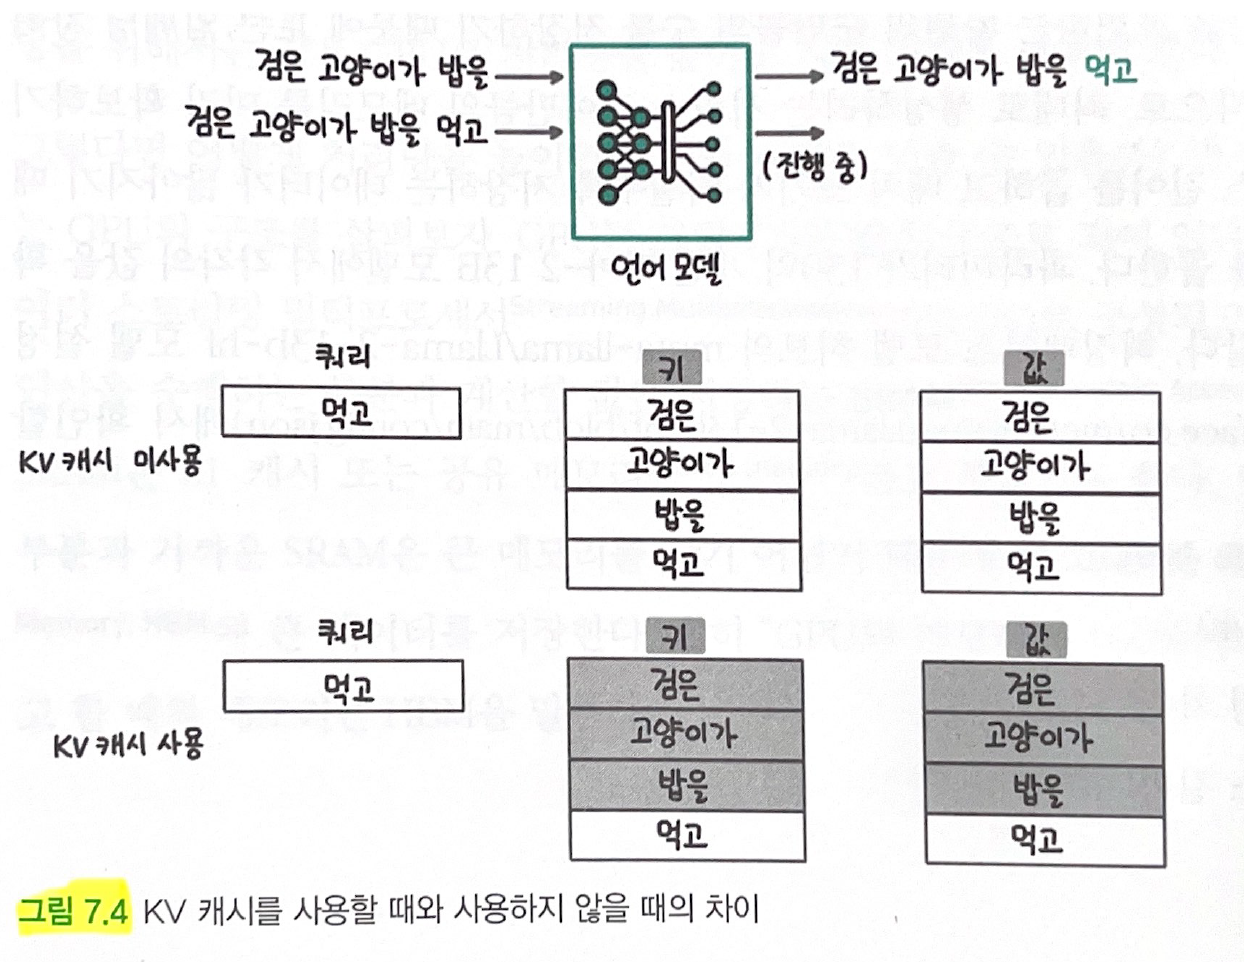 검은 고양이가 밥을
검은 고양이가 밥을 먹고
검은 고양이가 밥을 먹고
(진행 중)
언어 모델
쿼리
키
값
먹고
검은
고양이가
밥을
먹고
검은
고양이가
밥을
먹고
KV 캐시 미사용
쿼리
키
값
먹고
검은
고양이가
밥을
먹고
검은
고양이가
밥을
먹고
KV 캐시 사용
그림 7.4 KV 캐시를 사용할 때와 사용하지 않을 때의 차이